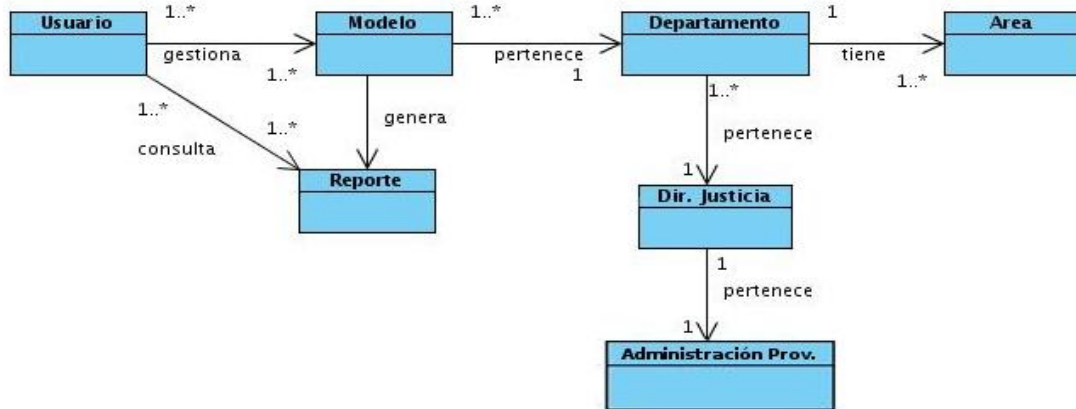 1..*
1..*
1
Usuario
Modelo
Departamento
Area
gestiona
pertenece
tiene
1..*
1
1..*
1..*
1..*
1..*
genera
consulta
pertenece
1
Reporte
Dir. Justicia
1
pertenece
1
Administración Prov.